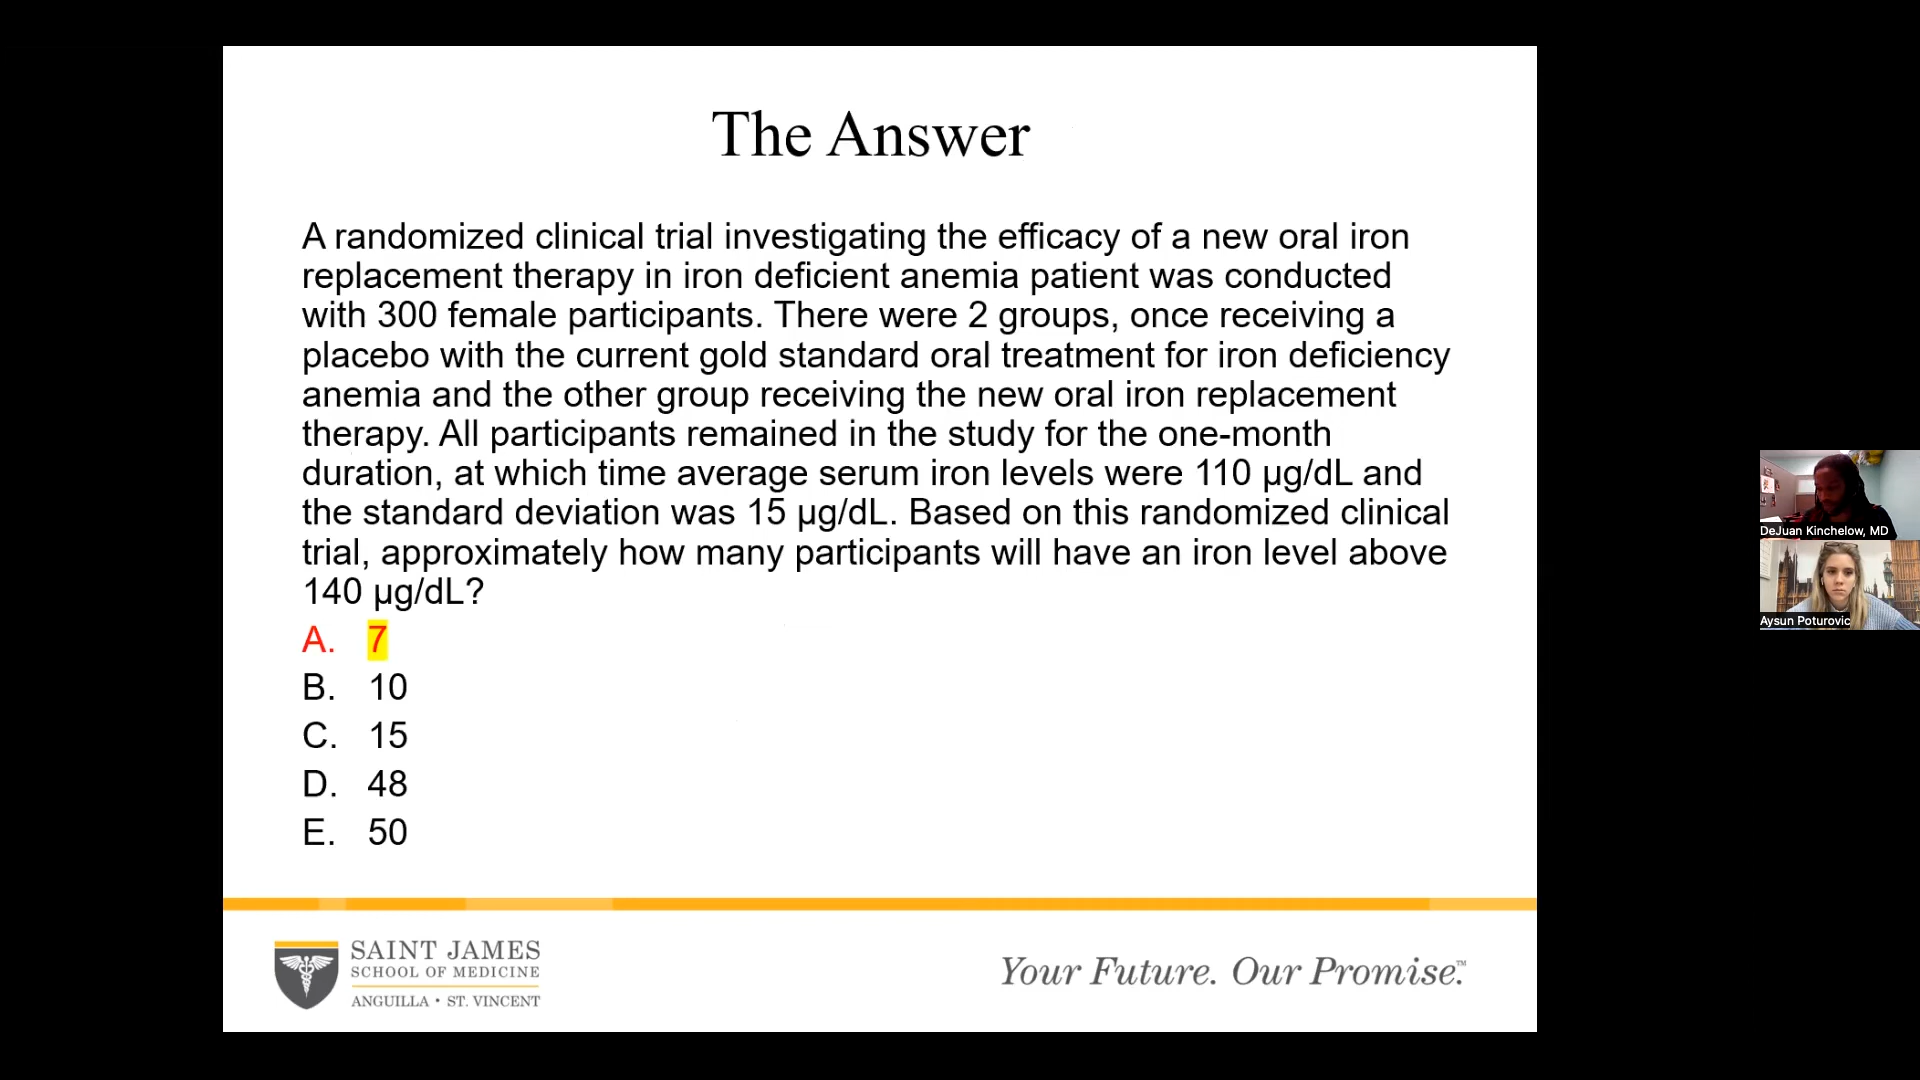 The Answer
A randomized clinical trial investigating the efficacy of a new oral iron
replacement therapy in iron deficient anemia patient was conducted
with 300 female participants. There were 2 groups, once receiving a
placebo with the current gold standard oral treatment for iron deficiency
anemia and the other group receiving the new oral iron replacement
therapy. All participants remained in the study for the one-month
duration, at which time average serum iron levels were 110 μg/dL and
the standard deviation was 15 μg/dL. Based on this randomized clinical
trial, approximately how many participants will have an iron level above
140 μg/dL?
A. 7
B. 10
C. 15
D. 48
E. 50
SAINT JAMES
SCHOOL OF MEDICINE
ANGUILLA • ST. VINCENT
Your Future. Our Promise.™
DeJuan Kinchelow, MD
Aysun Poturovic